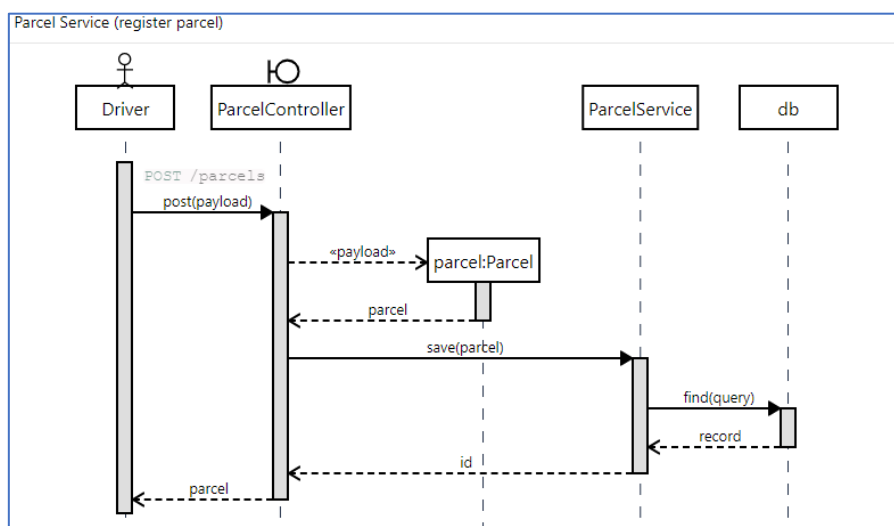 Parcel Service (register parcel)
Driver
ParcelController
ParcelService
db
POST /parcels
post(payload)
«payload»
parcel:Parcel
parcel
save(parcel)
find(query)
record
id
parcel